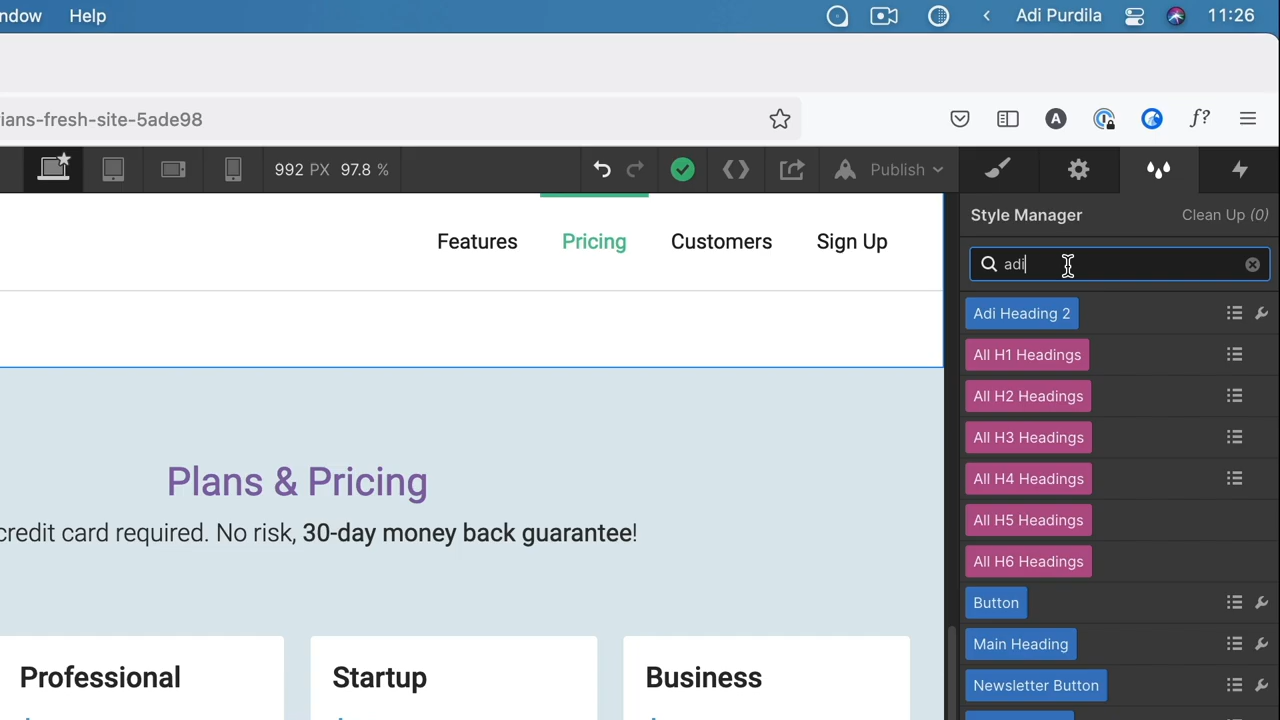 ndow Help Adi Purdila 11:26
ians-fresh-site-5ade98 A f?
992 PX 97.8 % Publish
Style Manager Clean Up (0)
adi
Features Pricing Customers Sign Up
Adi Heading 2
All H1 Headings
All H2 Headings
All H3 Headings
All H4 Headings
All H5 Headings
All H6 Headings
Button
Main Heading
Newsletter Button
Plans & Pricing
credit card required. No risk, 30-day money back guarantee!
Professional Startup Business